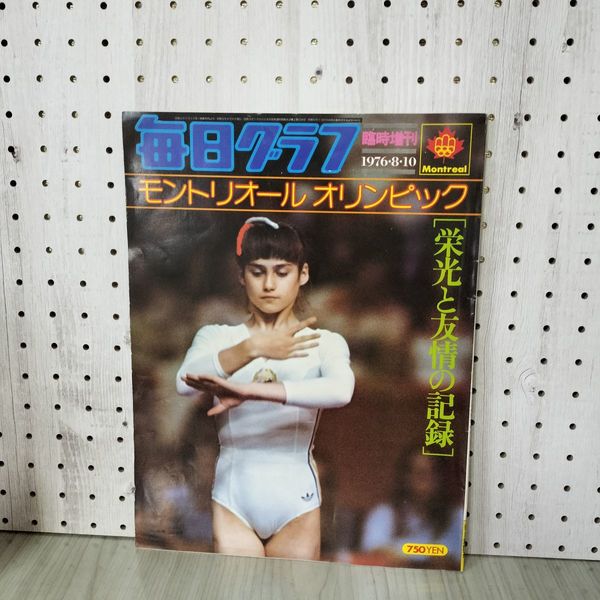 毎日グラフ
臨時増刊
1976・8・10
Montreal
モントリオール オリンピック
[栄光と友情の記録]
750YEN